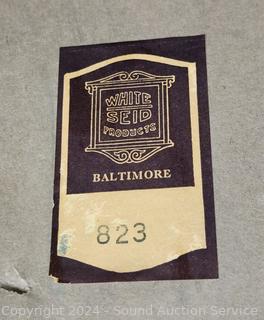 WHITE
SEID
PRODUCTS
BALTIMORE
823
Copyright - 2024 - Sound Auction Service